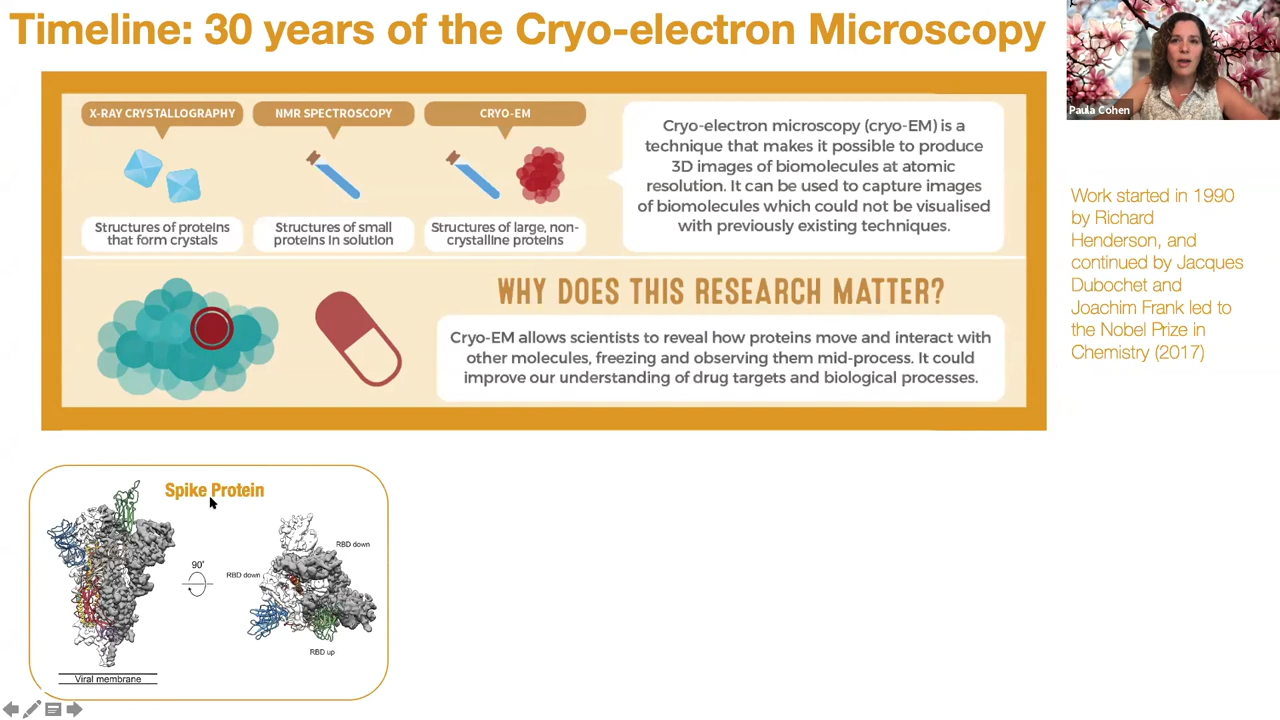 Timeline: 30 years of the Cryo-electron Microscopy
Paula Cohen
X-RAY CRYSTALLOGRAPHY
NMR SPECTROSCOPY
CRYO-EM
Structures of proteins
that form crystals
Structures of small
proteins in solution
Structures of large, non-
crystalline proteins
Cryo-electron microscopy (cryo-EM) is a
technique that makes it possible to produce
3D images of biomolecules at atomic
resolution. It can be used to capture images
of biomolecules which could not be visualised
with previously existing techniques.
WHY DOES THIS RESEARCH MATTER?
Cryo-EM allows scientists to reveal how proteins move and interact with
other molecules, freezing and observing them mid-process. It could
improve our understanding of drug targets and biological processes.
Work started in 1990
by Richard
Henderson, and
continued by Jacques
Dubochet and
Joachim Frank led to
the Nobel Prize in
Chemistry (2017)
Spike Protein
90°
RBD down
RBD down
RBD up
Viral membrane